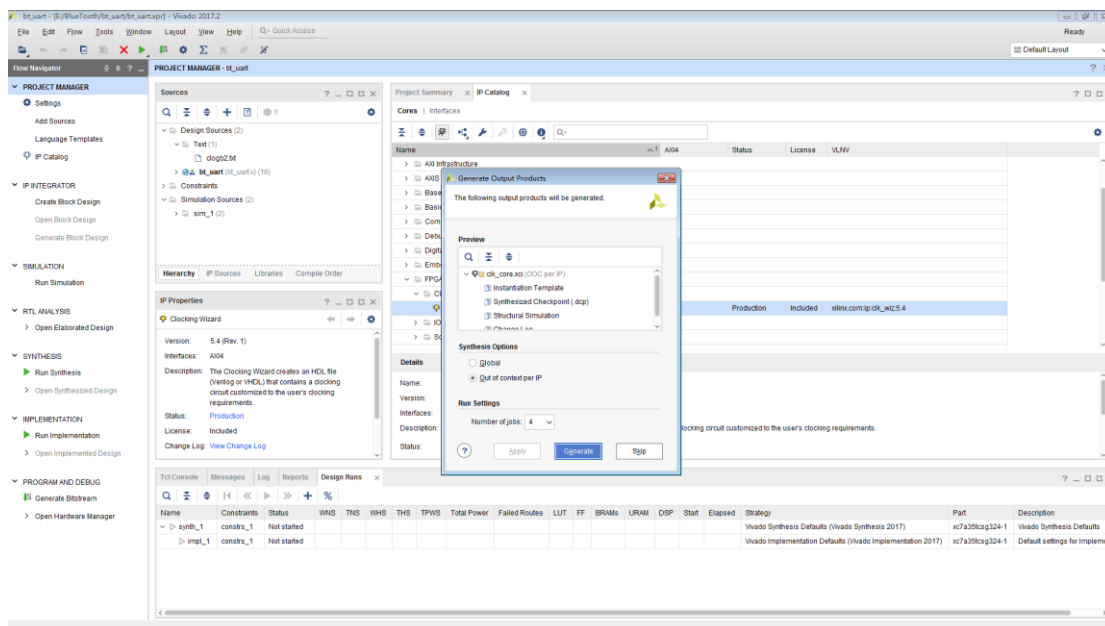 bt_uart - [E:/BlueTooth/bt_uart/bt_uart.xpr] - Vivado 2017.2
File Edit Flow Tools Window Layout View Help Q- Quick Access
Ready
Default Layout
Flow Navigator
PROJECT MANAGER - bt_uart
PROJECT MANAGER
Settings
Add Sources
Language Templates
IP Catalog
IP INTEGRATOR
Create Block Design
Open Block Design
Generate Block Design
SIMULATION
Run Simulation
RTL ANALYSIS
Open Elaborated Design
SYNTHESIS
Run Synthesis
Open Synthesized Design
IMPLEMENTATION
Run Implementation
Open Implemented Design
PROGRAM AND DEBUG
Generate Bitstream
Open Hardware Manager
Sources
Design Sources (2)
Text (1)
clogb2.txt
bt_uart (bt_uart.v) (10)
Constraints
Simulation Sources (2)
sim_1 (2)
Hierarchy IP Sources Libraries Compile Order
IP Properties
Clocking Wizard
Version: 5.4 (Rev. 1)
Interfaces: AXI4
Description: The Clocking Wizard creates an HDL file
(Verilog or VHDL) that contains a clocking
circuit customized to the user's clocking
requirements.
Status: Production
License: Included
Change Log: View Change Log
Project Summary IP Catalog
Cores | Interfaces
Name AXI4 Status License VLNV
AXI Infrastructure
AXIS
Base
Basic
Com
Debu
Digita
Embe
FPGA
Cl
Production Included xilinx.com:ip:clk_wiz:5.4
IO
So
Details
Name:
Version:
Interfaces:
Description: locking circuit customized to the user's clocking requirements.
Status:
Generate Output Products
The following output products will be generated.
Preview
clk_core.xci (OOC per IP)
Instantiation Template
Synthesized Checkpoint (.dcp)
Structural Simulation
Change Log
Synthesis Options
Global
Out of context per IP
Run Settings
Number of jobs: 4
Apply Generate Skip
Tcl Console Messages Log Reports Design Runs
Name Constraints Status WNS TNS WHS THS TPWS Total Power Failed Routes LUT FF BRAMs URAM DSP Start Elapsed Strategy Part Description
synth_1 constrs_1 Not started Vivado Synthesis Defaults (Vivado Synthesis 2017) xc7a35tcsg324-1 Vivado Synthesis Defaults
impl_1 constrs_1 Not started Vivado Implementation Defaults (Vivado Implementation 2017) xc7a35tcsg324-1 Default settings for Impleme